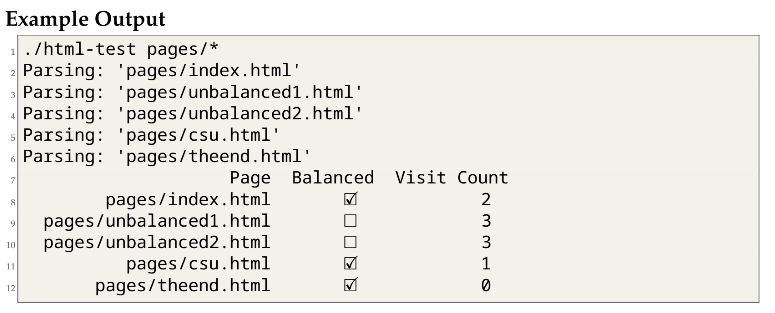 Example Output
1 ./html-test pages/*
2 Parsing: 'pages/index.html'
3 Parsing: 'pages/unbalanced1.html'
4 Parsing: 'pages/unbalanced2.html'
5 Parsing: 'pages/csu.html'
6 Parsing: 'pages/theend.html'
7 Page Balanced Visit Count
8 pages/index.html ☑ 2
9 pages/unbalanced1.html ☐ 3
10 pages/unbalanced2.html ☐ 3
11 pages/csu.html ☑ 1
12 pages/theend.html ☑ 0